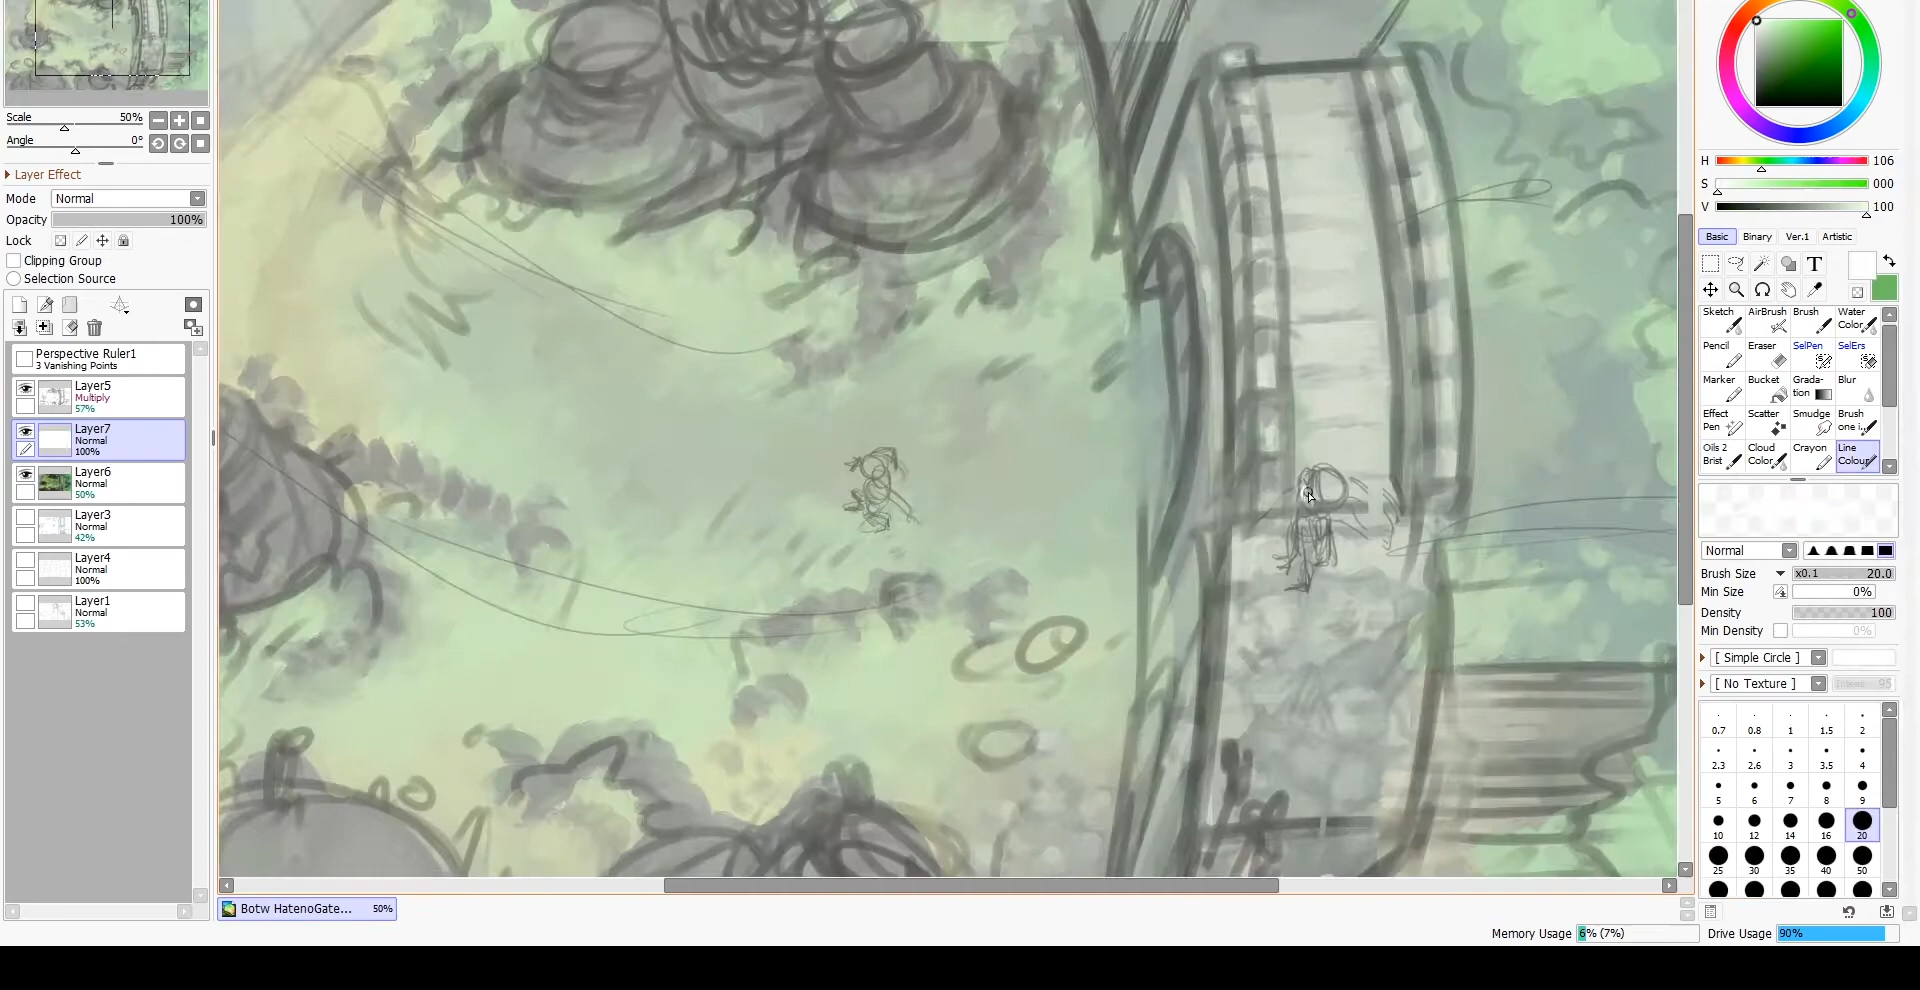 Scale 50%
Angle 0°
Layer Effect
Mode Normal
Opacity 100%
Lock
Clipping Group
Selection Source
Perspective Ruler1
3 Vanishing Points
Layer5
Multiply
57%
Layer7
Normal
100%
Layer6
Normal
50%
Layer3
Normal
42%
Layer4
Normal
100%
Layer1
Normal
53%
Botw HatenoGate... 50%
H 106
S 000
V 100
Basic Binary Ver.1 Artistic
T
Sketch AirBrush Brush Water
Color
Pencil Eraser SelPen SelErs
Marker Bucket Grada-
tion Blur
Effect
Pen Scatter Smudge Brush
one i..
Oils 2
Brist Cloud
Color Crayon Line
Colour
Normal
Brush Size x0.1 20.0
Min Size 0%
Density 100
Min Density 0%
[ Simple Circle ]
[ No Texture ] 95
0.7 0.8 1 1.5 2
2.3 2.6 3 3.5 4
5 6 7 8 9
10 12 14 16 20
25 30 35 40 50
Memory Usage 6% (7%) Drive Usage 90%